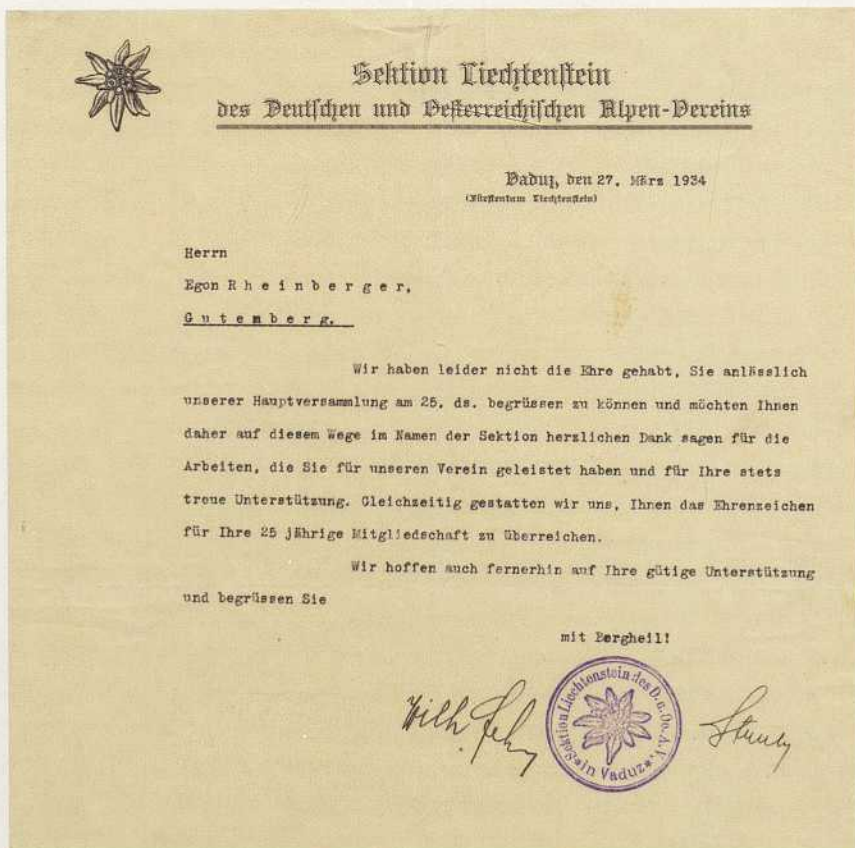 Sektion Liechtenstein
des Deutschen und Oesterreichischen Alpen-Vereins
Vaduz, den 27. März 1934
(Fürstentum Liechtenstein)
Herrn
Egon R h e i n b e r g e r,
G u t e n b e r g.
Wir haben leider nicht die Ehre gehabt, Sie anlässlich
unserer Hauptversammlung am 25. ds. begrüssen zu können und möchten Ihnen
daher auf diesem Wege im Namen der Sektion herzlichen Dank sagen für die
Arbeiten, die Sie für unseren Verein geleistet haben und für Ihre stets
treue Unterstützung. Gleichzeitig gestatten wir uns, Ihnen das Ehrenzeichen
für Ihre 25 jährige Mitgliedschaft zu überreichen.
Wir hoffen auch fernerhin auf Ihre gütige Unterstützung
und begrüssen Sie
mit Bergheil!
Wilh.
Sektion Liechtenstein des D. u. Oe. A. V.
in Vaduz